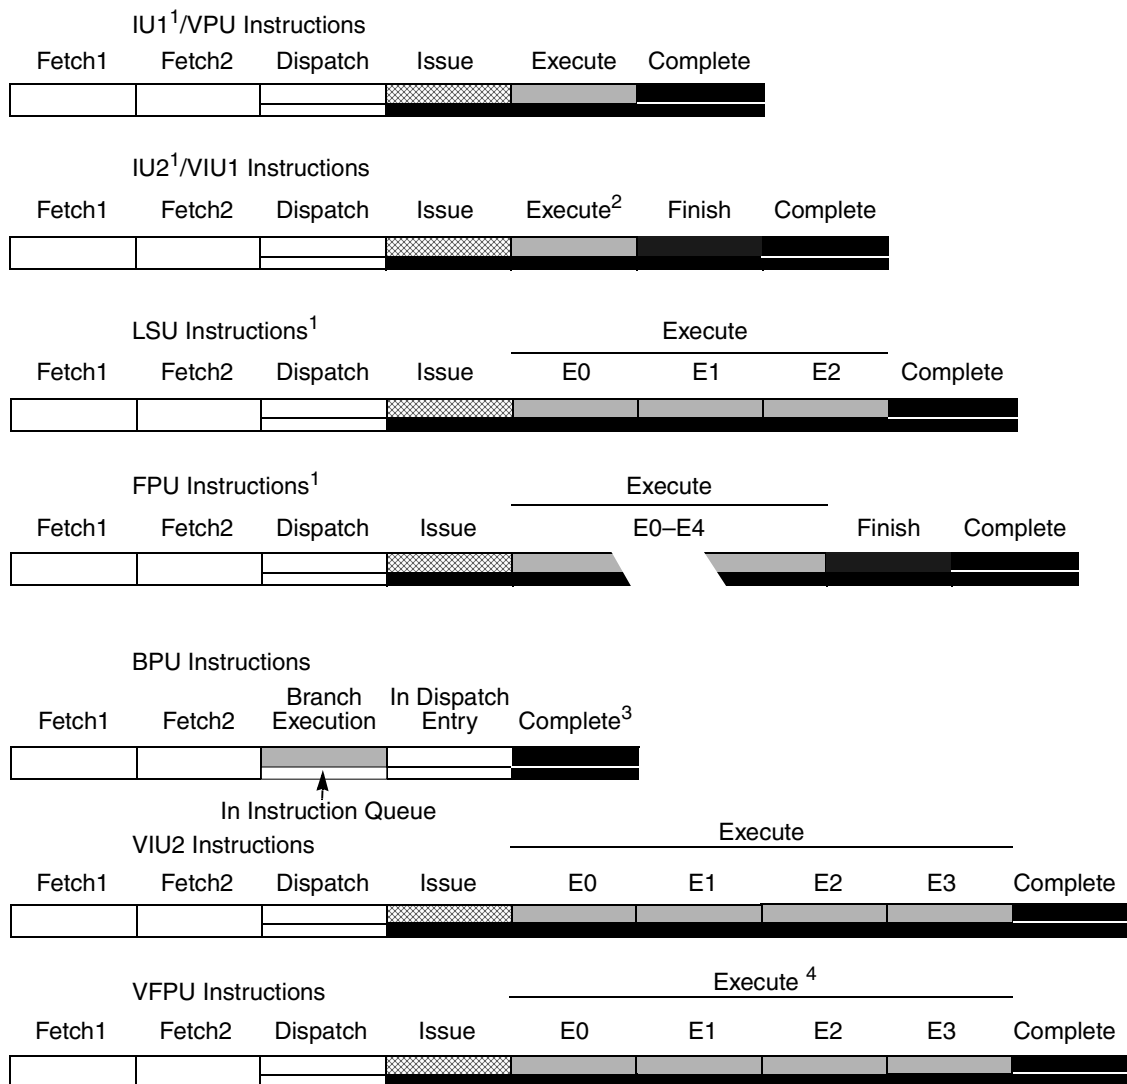 IU1¹/VPU Instructions
Fetch1 Fetch2 Dispatch Issue Execute Complete
IU2¹/VIU1 Instructions
Fetch1 Fetch2 Dispatch Issue Execute² Finish Complete
LSU Instructions¹ Execute
Fetch1 Fetch2 Dispatch Issue E0 E1 E2 Complete
FPU Instructions¹ Execute
Fetch1 Fetch2 Dispatch Issue E0–E4 Finish Complete
BPU Instructions
Branch In Dispatch
Fetch1 Fetch2 Execution Entry Complete³
In Instruction Queue
VIU2 Instructions Execute
Fetch1 Fetch2 Dispatch Issue E0 E1 E2 E3 Complete
VFPU Instructions Execute ⁴
Fetch1 Fetch2 Dispatch Issue E0 E1 E2 E3 Complete